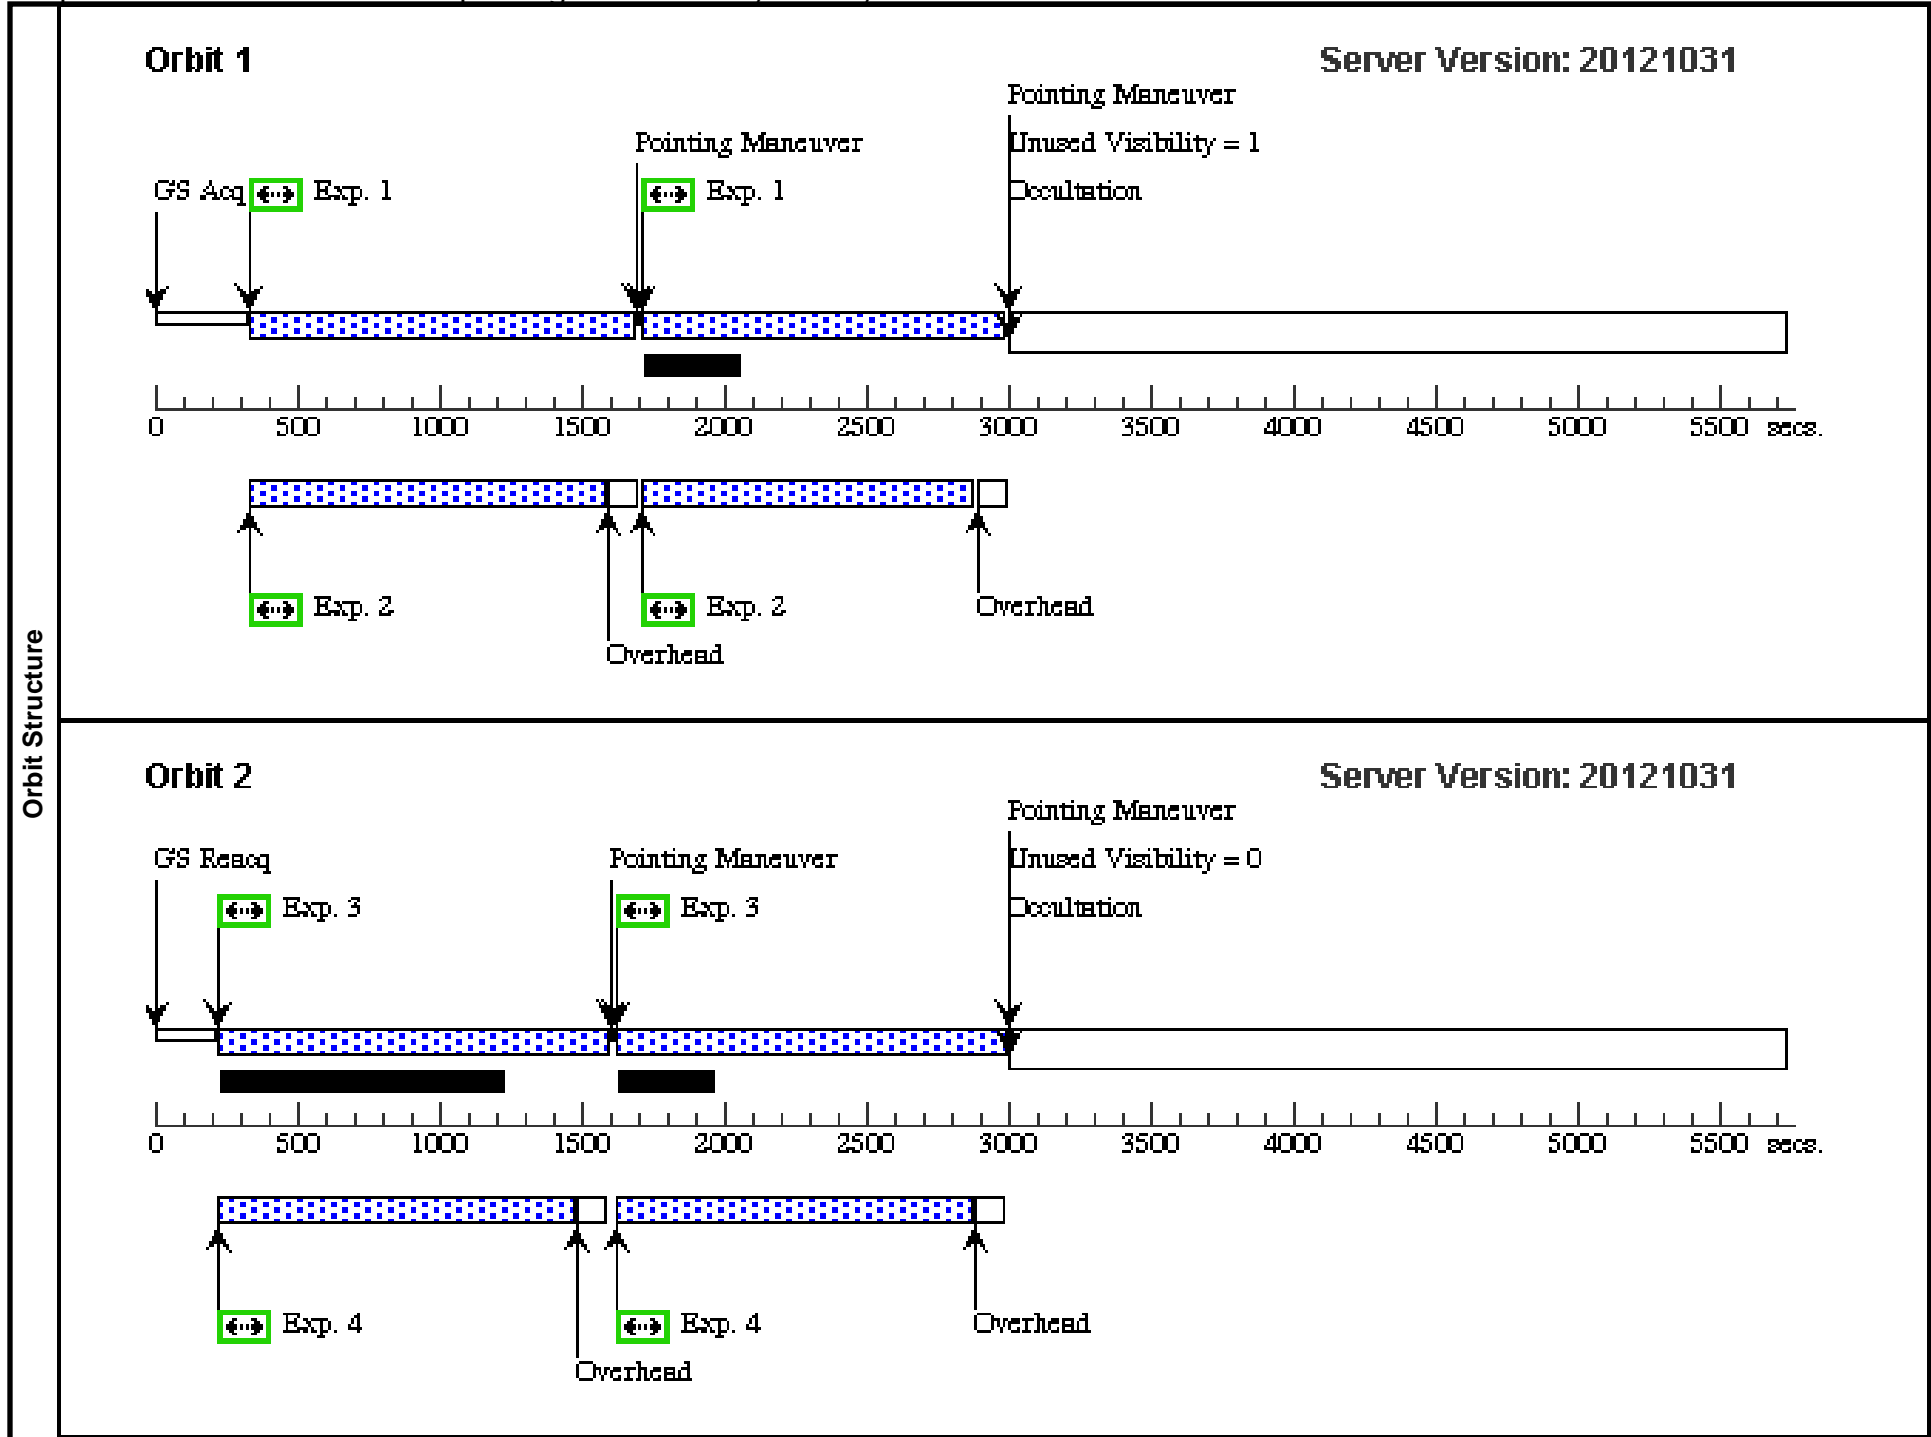 Orbit Structure
Orbit 1
Server Version: 20121031
Pointing Maneuver
Pointing Maneuver
Unused Visibility = 1
GS Acq
Exp. 1
Exp. 1
Occultation
0 500 1000 1500 2000 2500 3000 3500 4000 4500 5000 5500 secs.
Exp. 2
Exp. 2
Overhead
Overhead
Orbit 2
Server Version: 20121031
Pointing Maneuver
GS Reacq
Pointing Maneuver
Unused Visibility = 0
Exp. 3
Exp. 3
Occultation
0 500 1000 1500 2000 2500 3000 3500 4000 4500 5000 5500 secs.
Exp. 4
Exp. 4
Overhead
Overhead